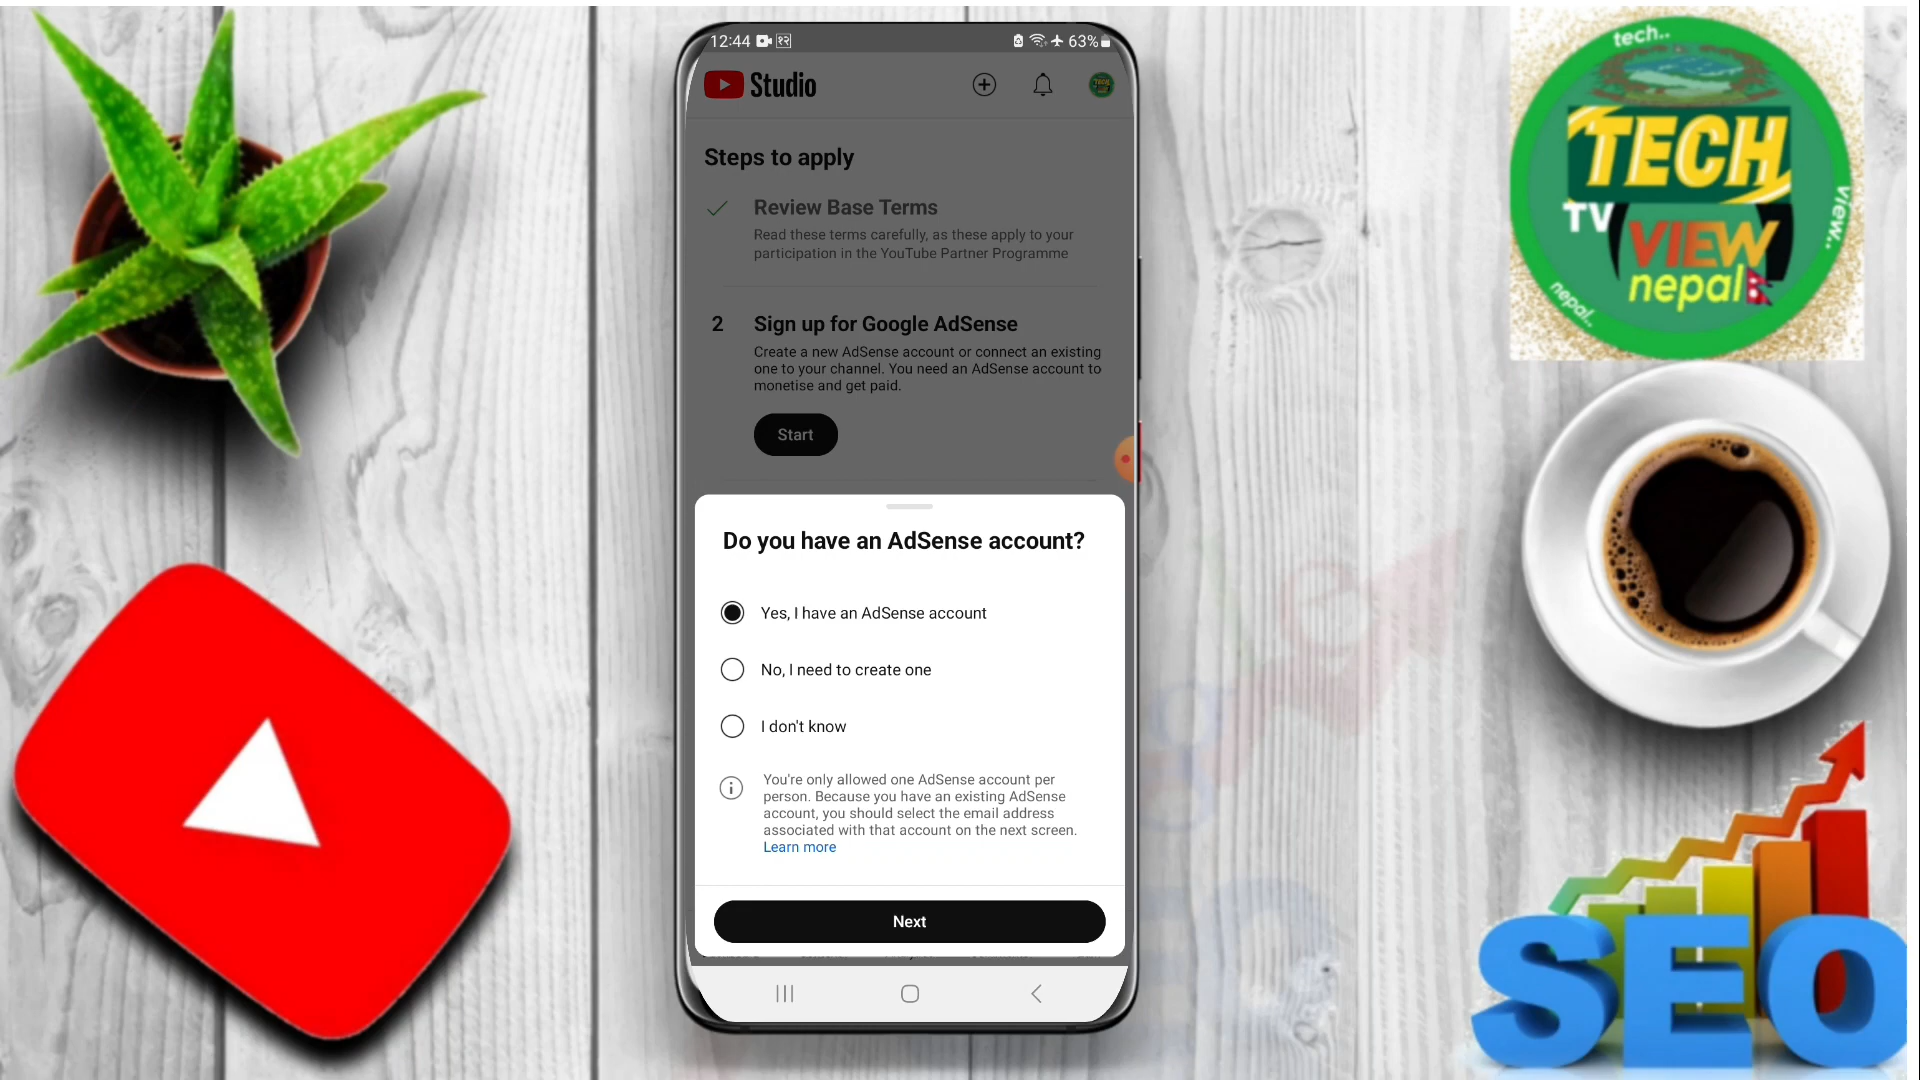 12:44
63%
Studio
Steps to apply
Review Base Terms
Read these terms carefully, as these apply to your
participation in the YouTube Partner Programme
2
Sign up for Google AdSense
Create a new AdSense account or connect an existing
one to your channel. You need an AdSense account to
monetise and get paid.
Start
Do you have an AdSense account?
Yes, I have an AdSense account
No, I need to create one
I don't know
You're only allowed one AdSense account per
person. Because you have an existing AdSense
account, you should select the email address
associated with that account on the next screen.
Learn more
Next
tech..
TECH
TV
VIEW
nepal
view..
nepal..
SEO